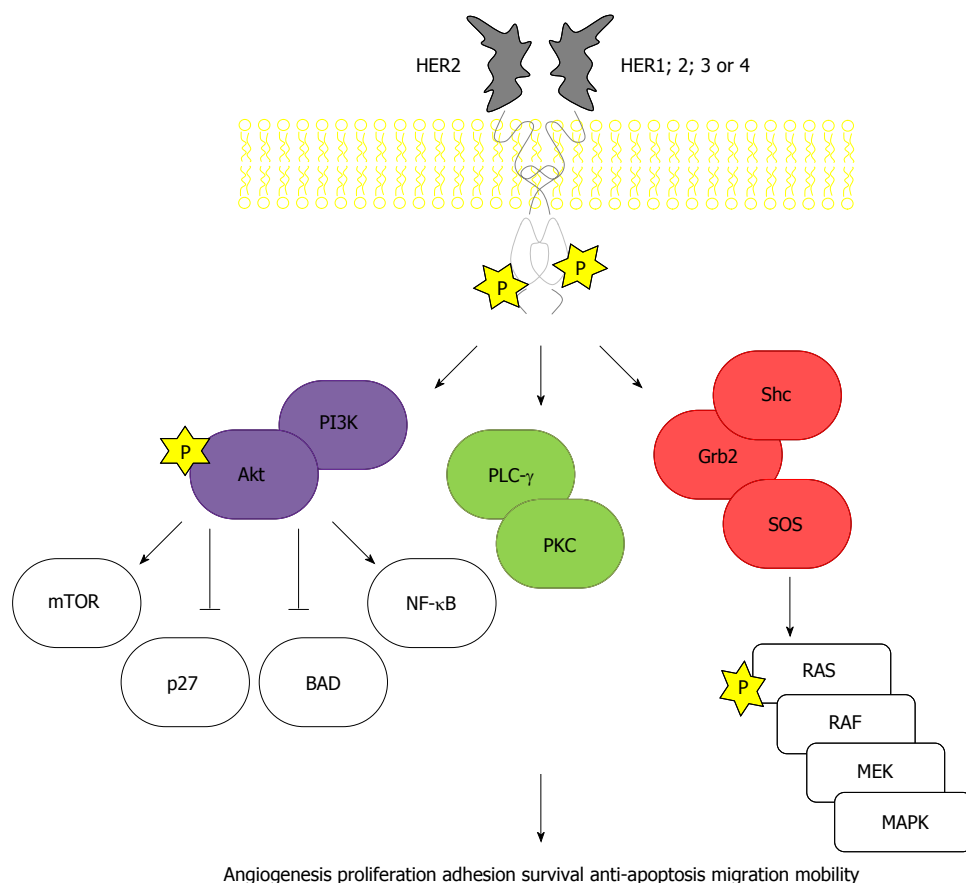 HER2
HER1; 2; 3 or 4
P
P
PI3K
Akt
P
PLC-γ
PKC
Shc
Grb2
SOS
mTOR
p27
BAD
NF-κB
P
RAS
RAF
MEK
MAPK
Angiogenesis proliferation adhesion survival anti-apoptosis migration mobility